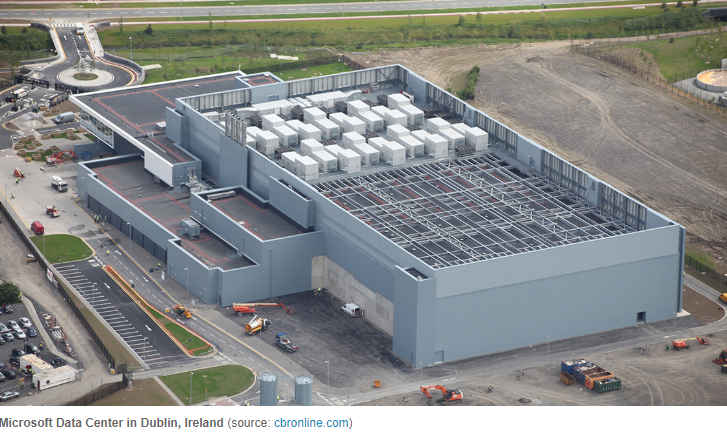 Microsoft Data Center in Dublin, Ireland (source: cbronline.com)